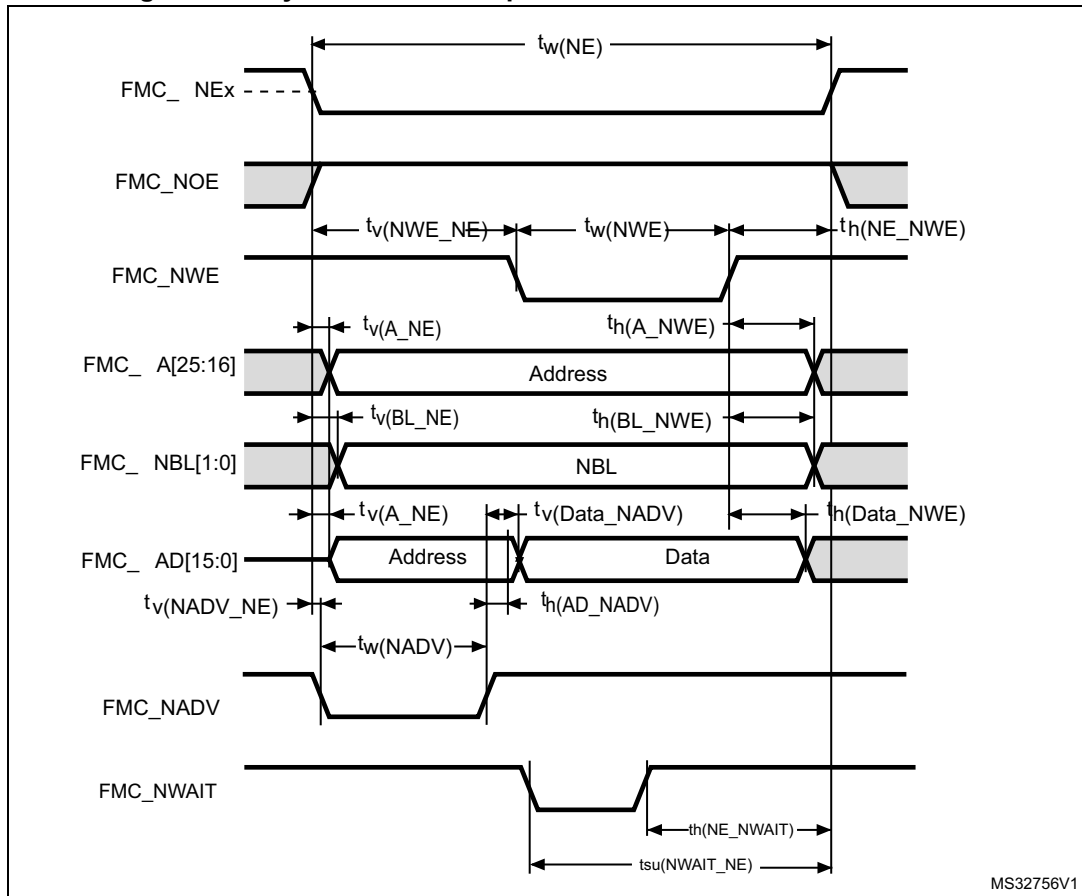 tw(NE)
FMC_ NEx
FMC_NOE
tv(NWE_NE) tw(NWE) th(NE_NWE)
FMC_NWE
tv(A_NE) th(A_NWE)
FMC_ A[25:16] Address
tv(BL_NE) th(BL_NWE)
FMC_ NBL[1:0] NBL
tv(A_NE) tv(Data_NADV) th(Data_NWE)
FMC_ AD[15:0] Address Data
tv(NADV_NE) th(AD_NADV)
tw(NADV)
FMC_NADV
FMC_NWAIT
th(NE_NWAIT)
tsu(NWAIT_NE)
MS32756V1